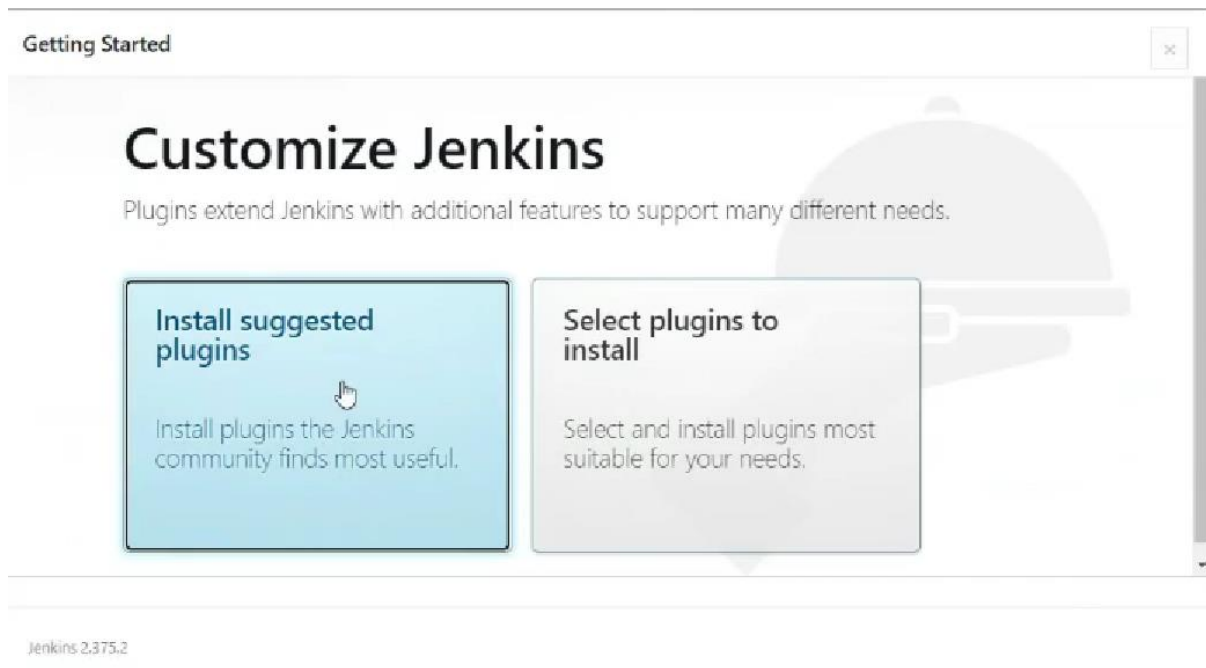 Getting Started
×
Customize Jenkins
Plugins extend Jenkins with additional features to support many different needs.
Install suggested
plugins
Install plugins the Jenkins
community finds most useful.
Select plugins to
install
Select and install plugins most
suitable for your needs.
Jenkins 2.375.2